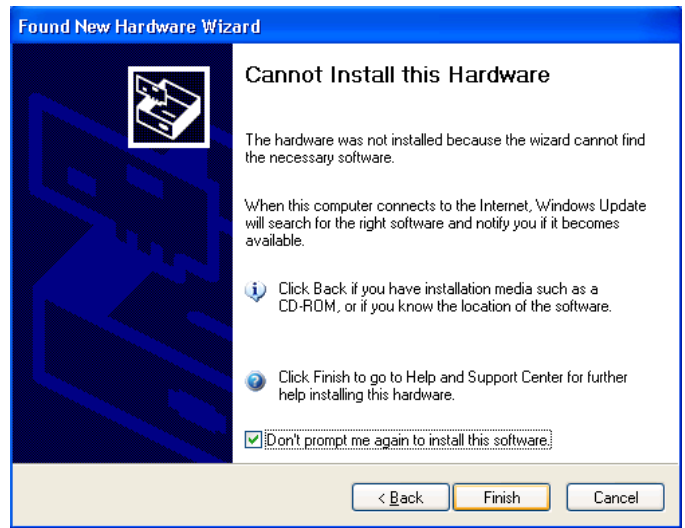 Found New Hardware Wizard
Cannot Install this Hardware
The hardware was not installed because the wizard cannot find
the necessary software.
When this computer connects to the Internet, Windows Update
will search for the right software and notify you if it becomes
available.
Click Back if you have installation media such as a
CD-ROM, or if you know the location of the software.
Click Finish to go to Help and Support Center for further
help installing this hardware.
Don't prompt me again to install this software.
< Back Finish Cancel